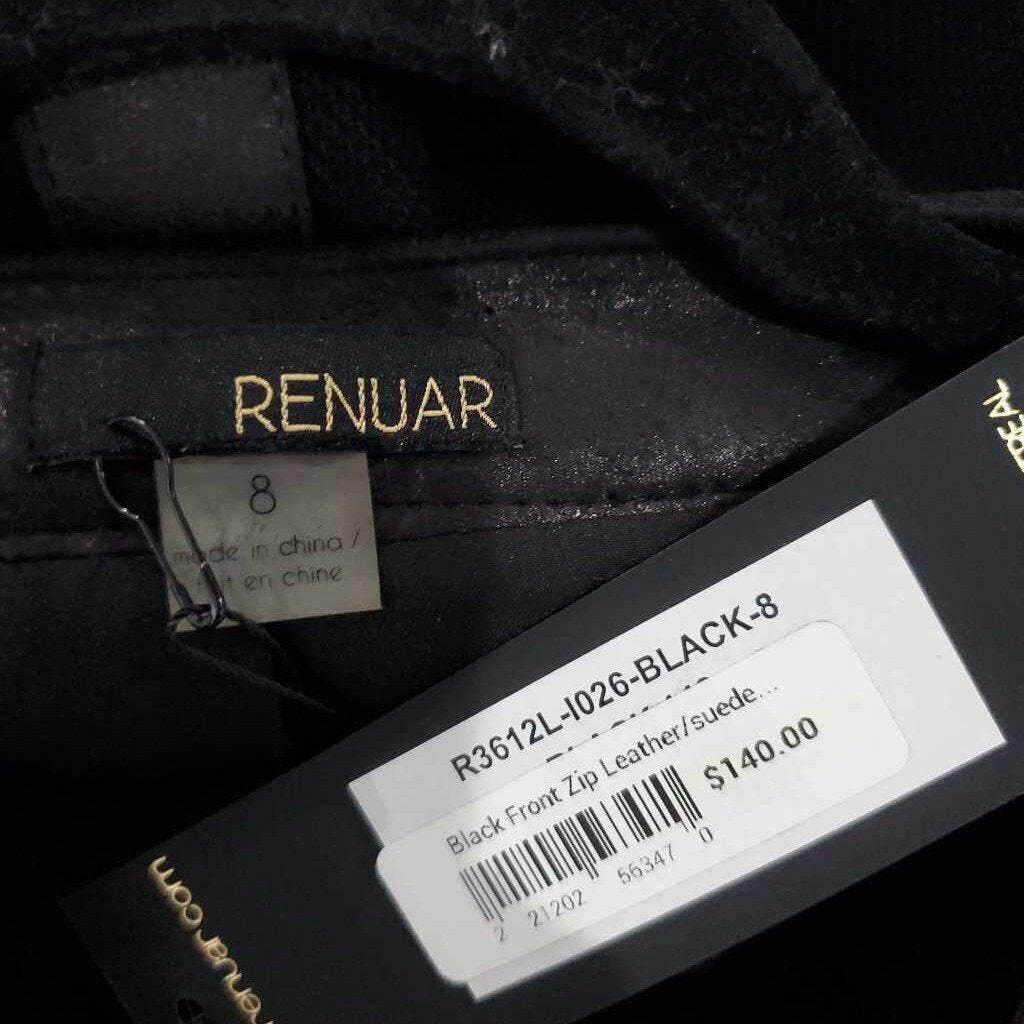 RENUAR
8
made in china /
fait en chine
R3612L-I026-BLACK-8
Black Front Zip Leather/suede...
$140.00
2 21202 56347 0
renuar.com